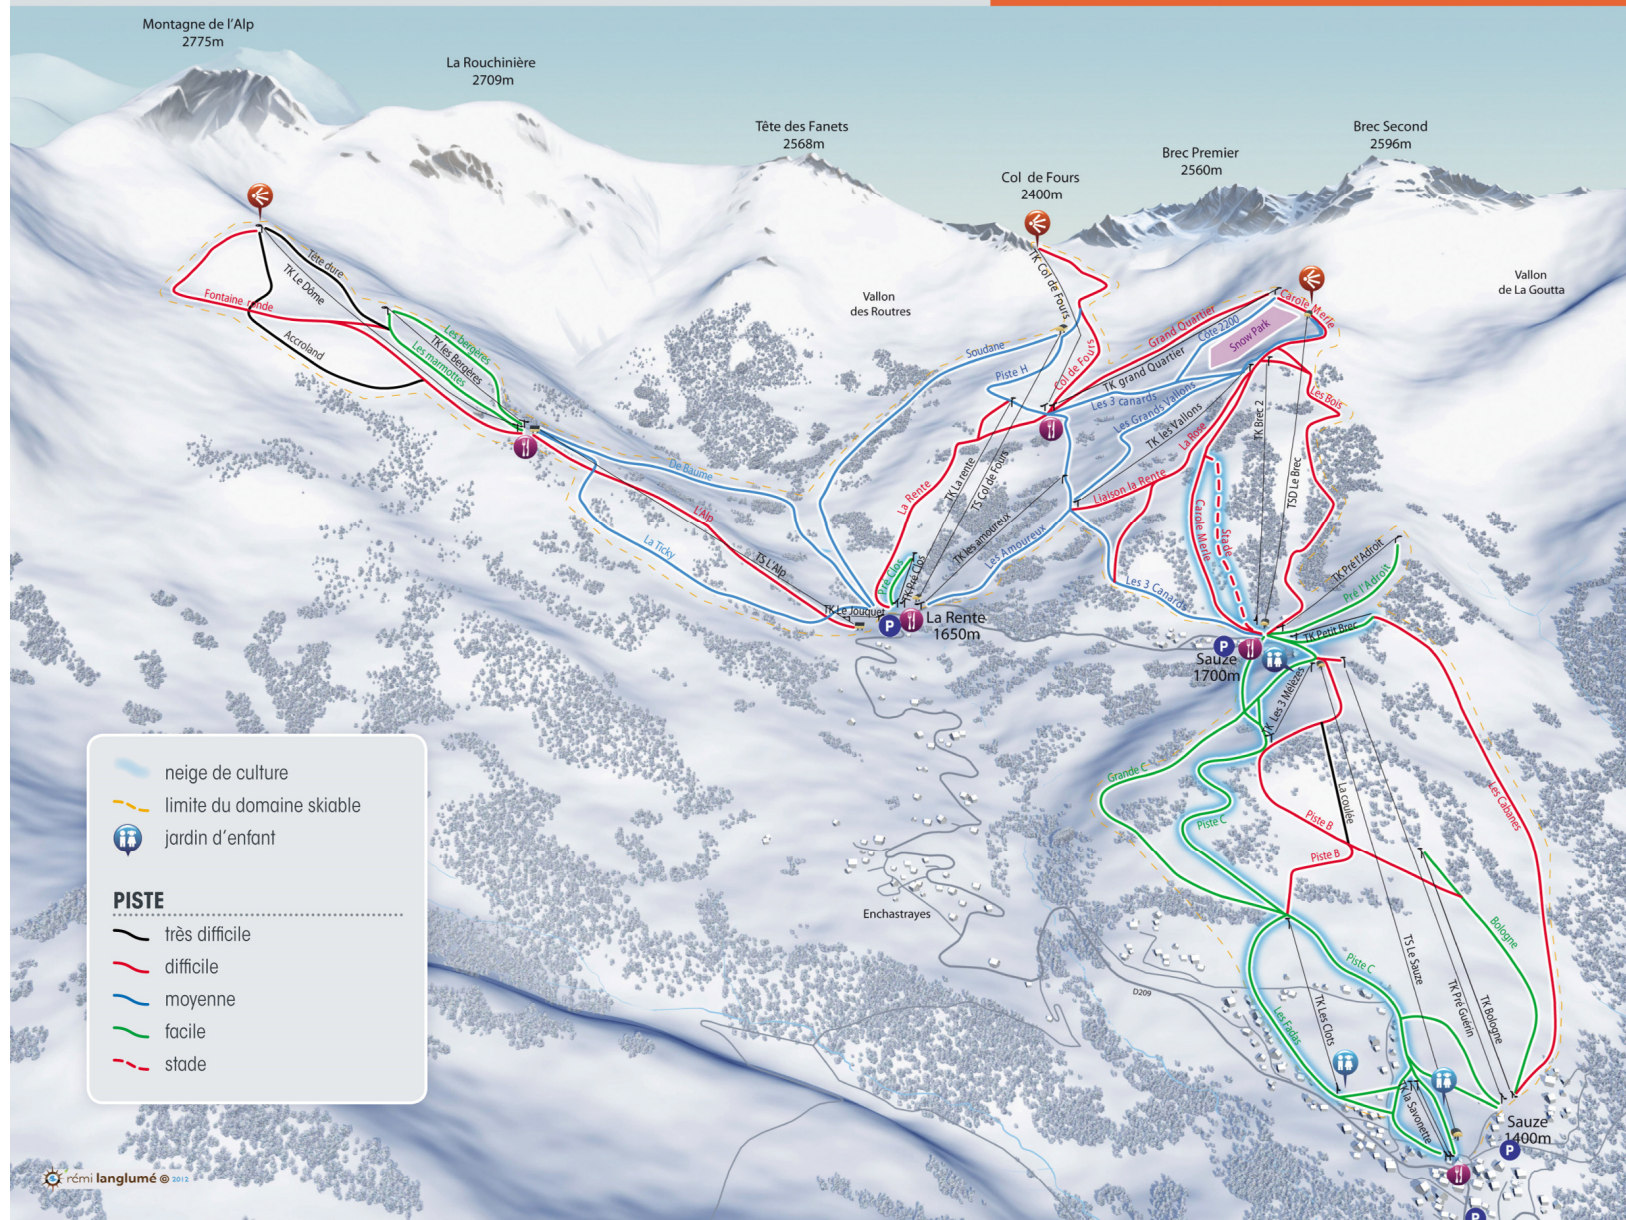 Montagne de l'Alp
2775m
La Rouchinière
2709m
Tête des Fanets
2568m
Col de Fours
2400m
Brec Premier
2560m
Brec Second
2596m
Vallon
des Routres
Vallon
de La Goutta
Tête dure
TK Le Dôme
Fontaine ronde
Accroland
Les bergères
TK les Bergères
Les marmottes
De Baume
L'Alp
La Ticky
TS L'Alp
TK Le Jouquet
Soudane
Piste H
TK Col de Fours
Col de Fours
Grand Quartier
TK grand Quartier
Côte 2200
Snow Park
Carole Merle
Les 3 canards
Les Grands Vallons
TK les Vallons
La Rose
TK Brec 2
TSD Le Brec
Les Bois
La Rente
TK La rente
TS Col de Fours
TK les amoureux
Les Amoureux
Liaison la Rente
Carole Merle
Stade
Pré Clos
TK Pré Clos
Les 3 Canards
TK Pré l'Adroit
Pré l'Adroit
TK Petit Brec
P
La Rente
1650m
P
Sauze
1700m
TK Les 3 Mélèzes
Grande C
Piste C
La coulée
Piste B
Piste B
Les Cabanes
Bologne
Enchastrayes
D209
Piste C
Les Fadas
TK Les Clots
TS Le Sauze
TK Pré Guérin
TK Bologne
TK la Savonette
Sauze
1400m
P
P
neige de culture
limite du domaine skiable
jardin d'enfant
PISTE
très difficile
difficile
moyenne
facile
stade
rémi langlumé © 2012